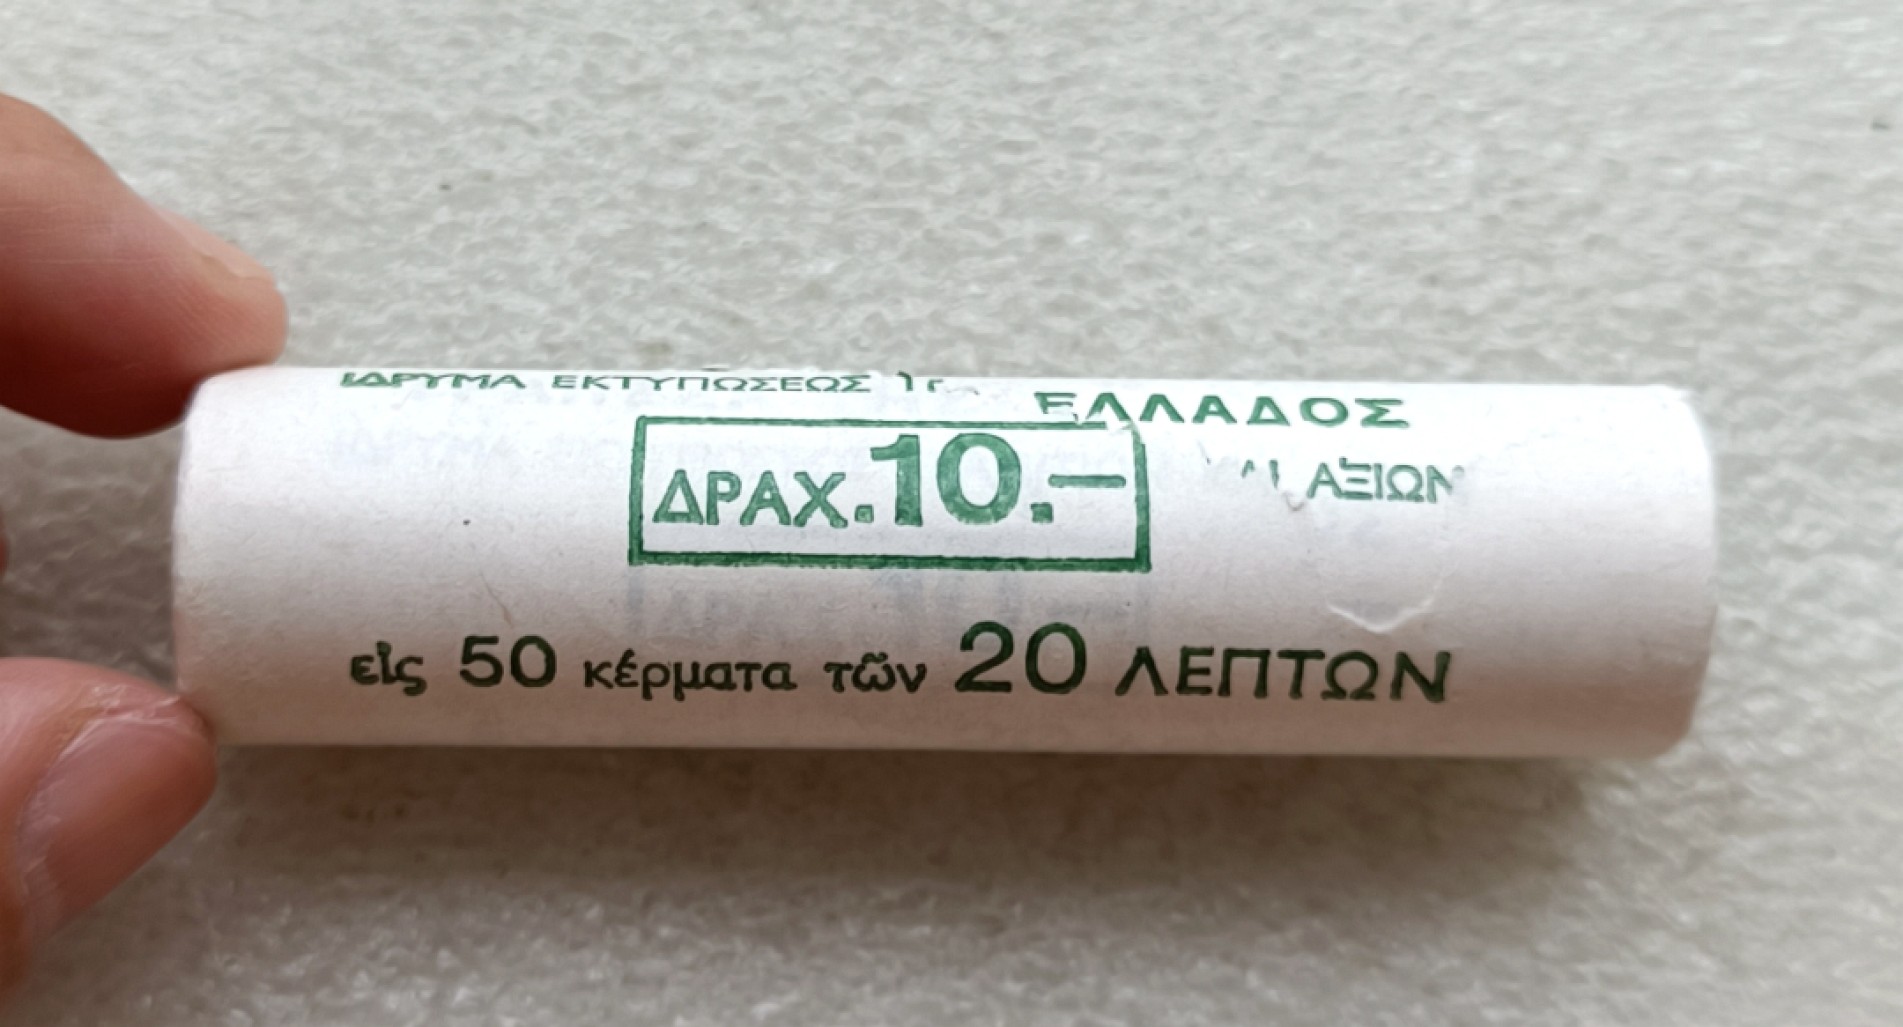 ΕΛΛΑΔΟΣ
ΙΔΡΥΜΑ ΕΚΤΥΠΩΣΕΩΣ
ΑΞΙΩΝ
ΔΡΑΧ.10.—
εἰς 50 κέρματα τῶν 20 ΛΕΠΤΩΝ